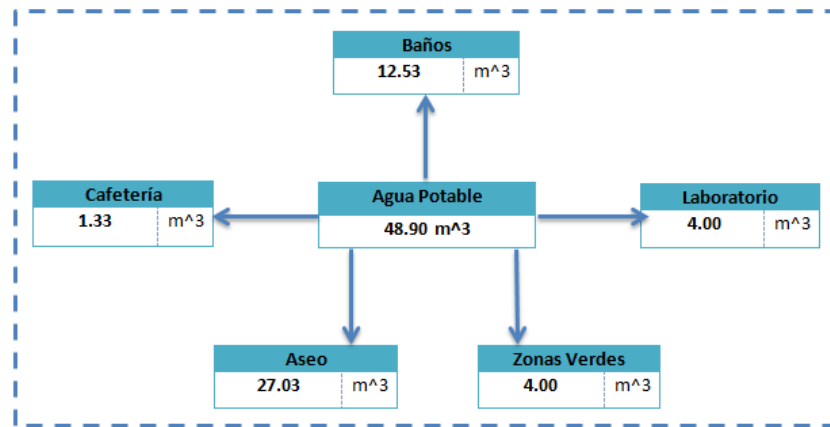 Baños
12.53 m^3
Cafetería
1.33 m^3
Agua Potable
48.90 m^3
Laboratorio
4.00 m^3
Aseo
27.03 m^3
Zonas Verdes
4.00 m^3